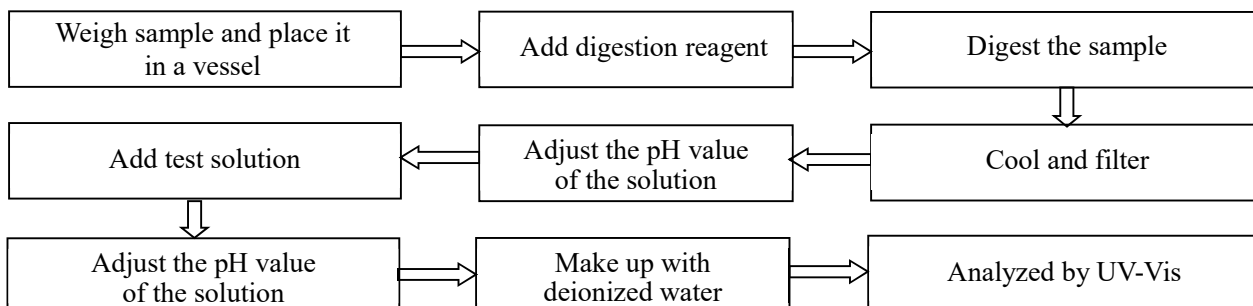 Weigh sample and place it
in a vessel
Add digestion reagent
Digest the sample
Cool and filter
Adjust the pH value
of the solution
Add test solution
Adjust the pH value
of the solution
Make up with
deionized water
Analyzed by UV-Vis